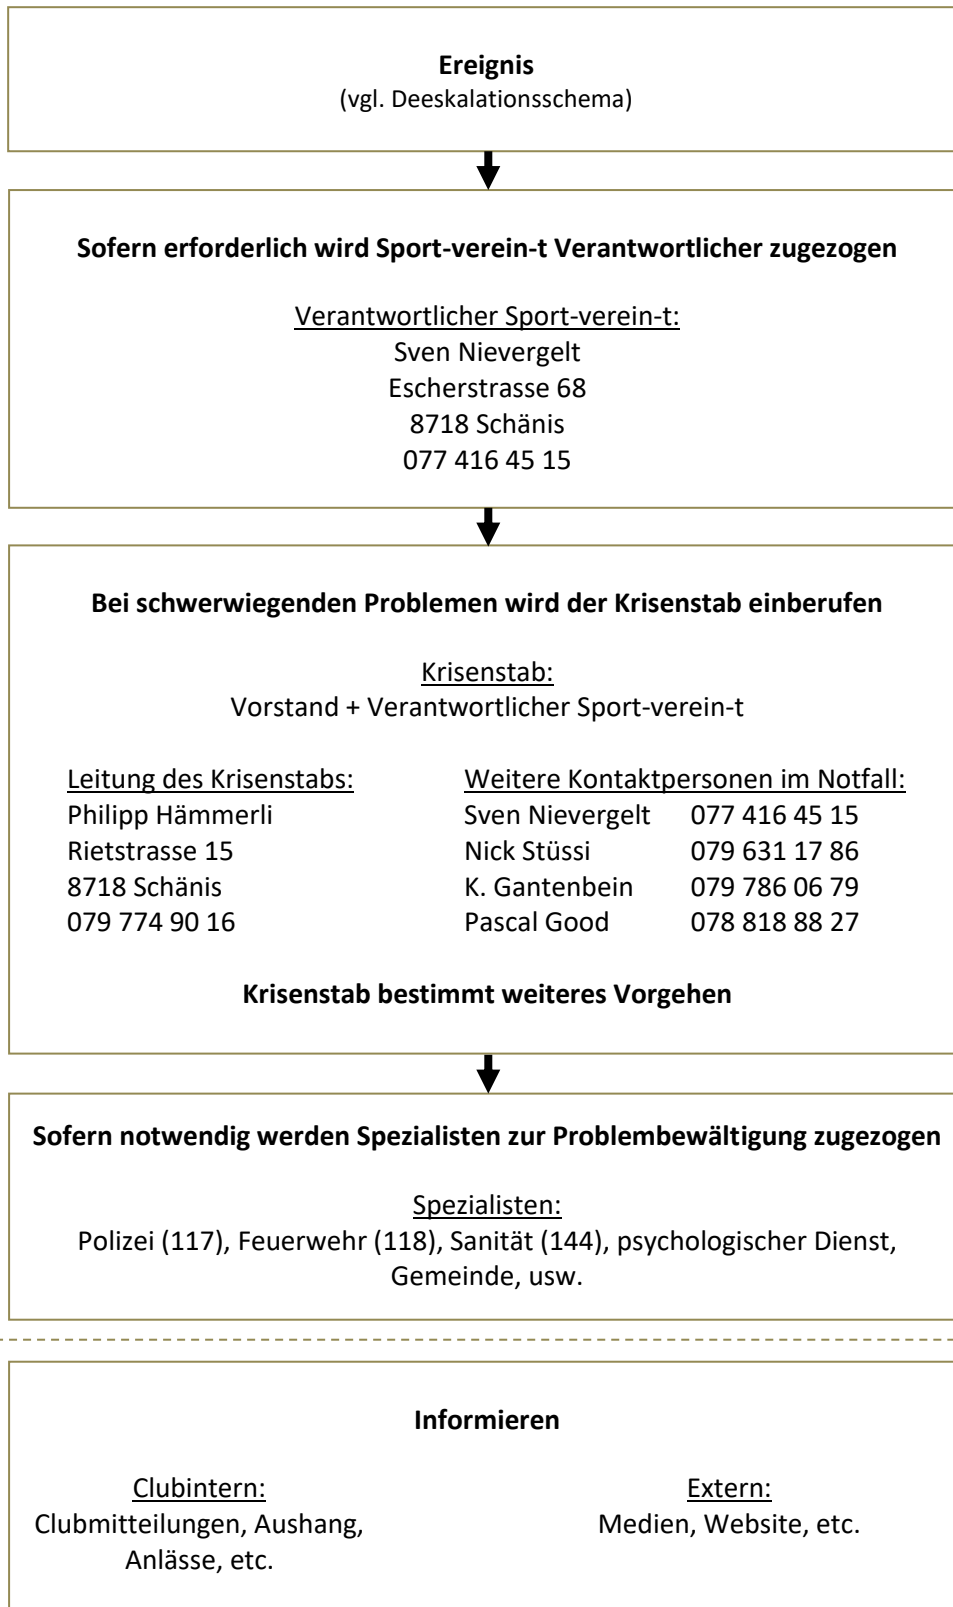 Ereignis
(vgl. Deeskalationsschema)
Sofern erforderlich wird Sport-verein-t Verantwortlicher zugezogen
Verantwortlicher Sport-verein-t:
Sven Nievergelt
Escherstrasse 68
8718 Schänis
077 416 45 15
Bei schwerwiegenden Problemen wird der Krisenstab einberufen
Krisenstab:
Vorstand + Verantwortlicher Sport-verein-t
Leitung des Krisenstabs:
Philipp Hämmerli
Rietstrasse 15
8718 Schänis
079 774 90 16
Weitere Kontaktpersonen im Notfall:
Sven Nievergelt 077 416 45 15
Nick Stüssi 079 631 17 86
K. Gantenbein 079 786 06 79
Pascal Good 078 818 88 27
Krisenstab bestimmt weiteres Vorgehen
Sofern notwendig werden Spezialisten zur Problembewältigung zugezogen
Spezialisten:
Polizei (117), Feuerwehr (118), Sanität (144), psychologischer Dienst,
Gemeinde, usw.
Informieren
Clubintern:
Clubmitteilungen, Aushang,
Anlässe, etc.
Extern:
Medien, Website, etc.